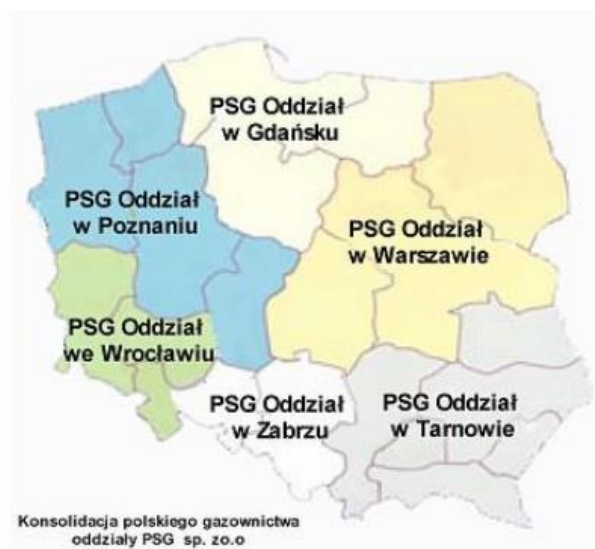 PSG Oddział
w Gdańsku
PSG Oddział
w Poznaniu
PSG Oddział
w Warszawie
PSG Oddział
we Wrocławiu
PSG Oddział
w Zabrzu
PSG Oddział
w Tarnowie
Konsolidacja polskiego gazownictwa
oddziały PSG sp. zo.o